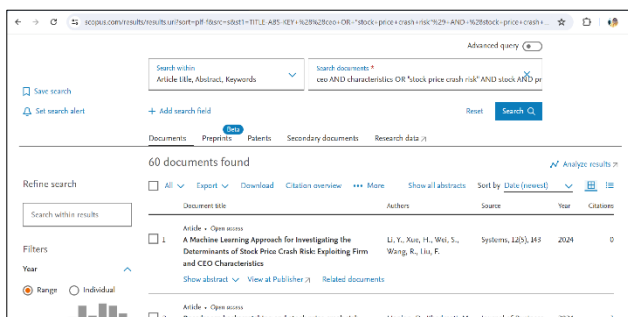 scopus.com/results/results.uri?sort=plf-f&src=s&st1=TITLE-ABS-KEY+%28%28ceo+OR+"stock+price+crash+risk"%29+AND+%28stock+price+crash+...
Advanced query
Search within
Article title, Abstract, Keywords
Search documents *
ceo AND characteristics OR "stock price crash risk" AND stock AND pr
Save search
Set search alert
+ Add search field
Reset
Search
Beta
Documents Preprints Patents Secondary documents Research data
60 documents found
Analyze results
Refine search
All Export Download Citation overview ... More Show all abstracts Sort by Date (newest)
Search within results
Document title Authors Source Year Citations
Article • Open access
1 A Machine Learning Approach for Investigating the Determinants of Stock Price Crash Risk: Exploiting Firm and CEO Characteristics
Li, Y., Xue, H., Wei, S., Wang, R., Liu, F.
Systems, 12(5), 143 2024 0
Filters
Year
Range Individual
Show abstract View at Publisher Related documents
Article • Open access